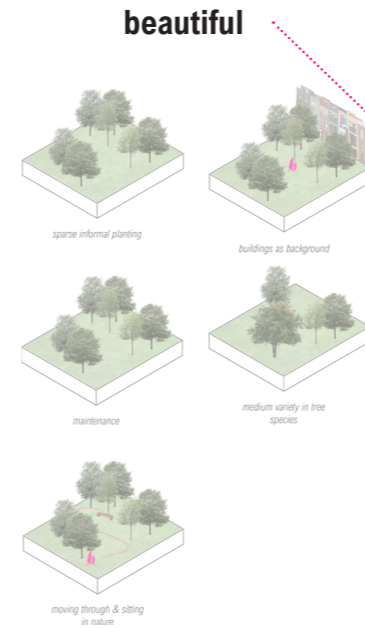 beautiful
sparse informal planting
buildings as background
maintenance
medium variety in tree
species
moving through & sitting
in nature